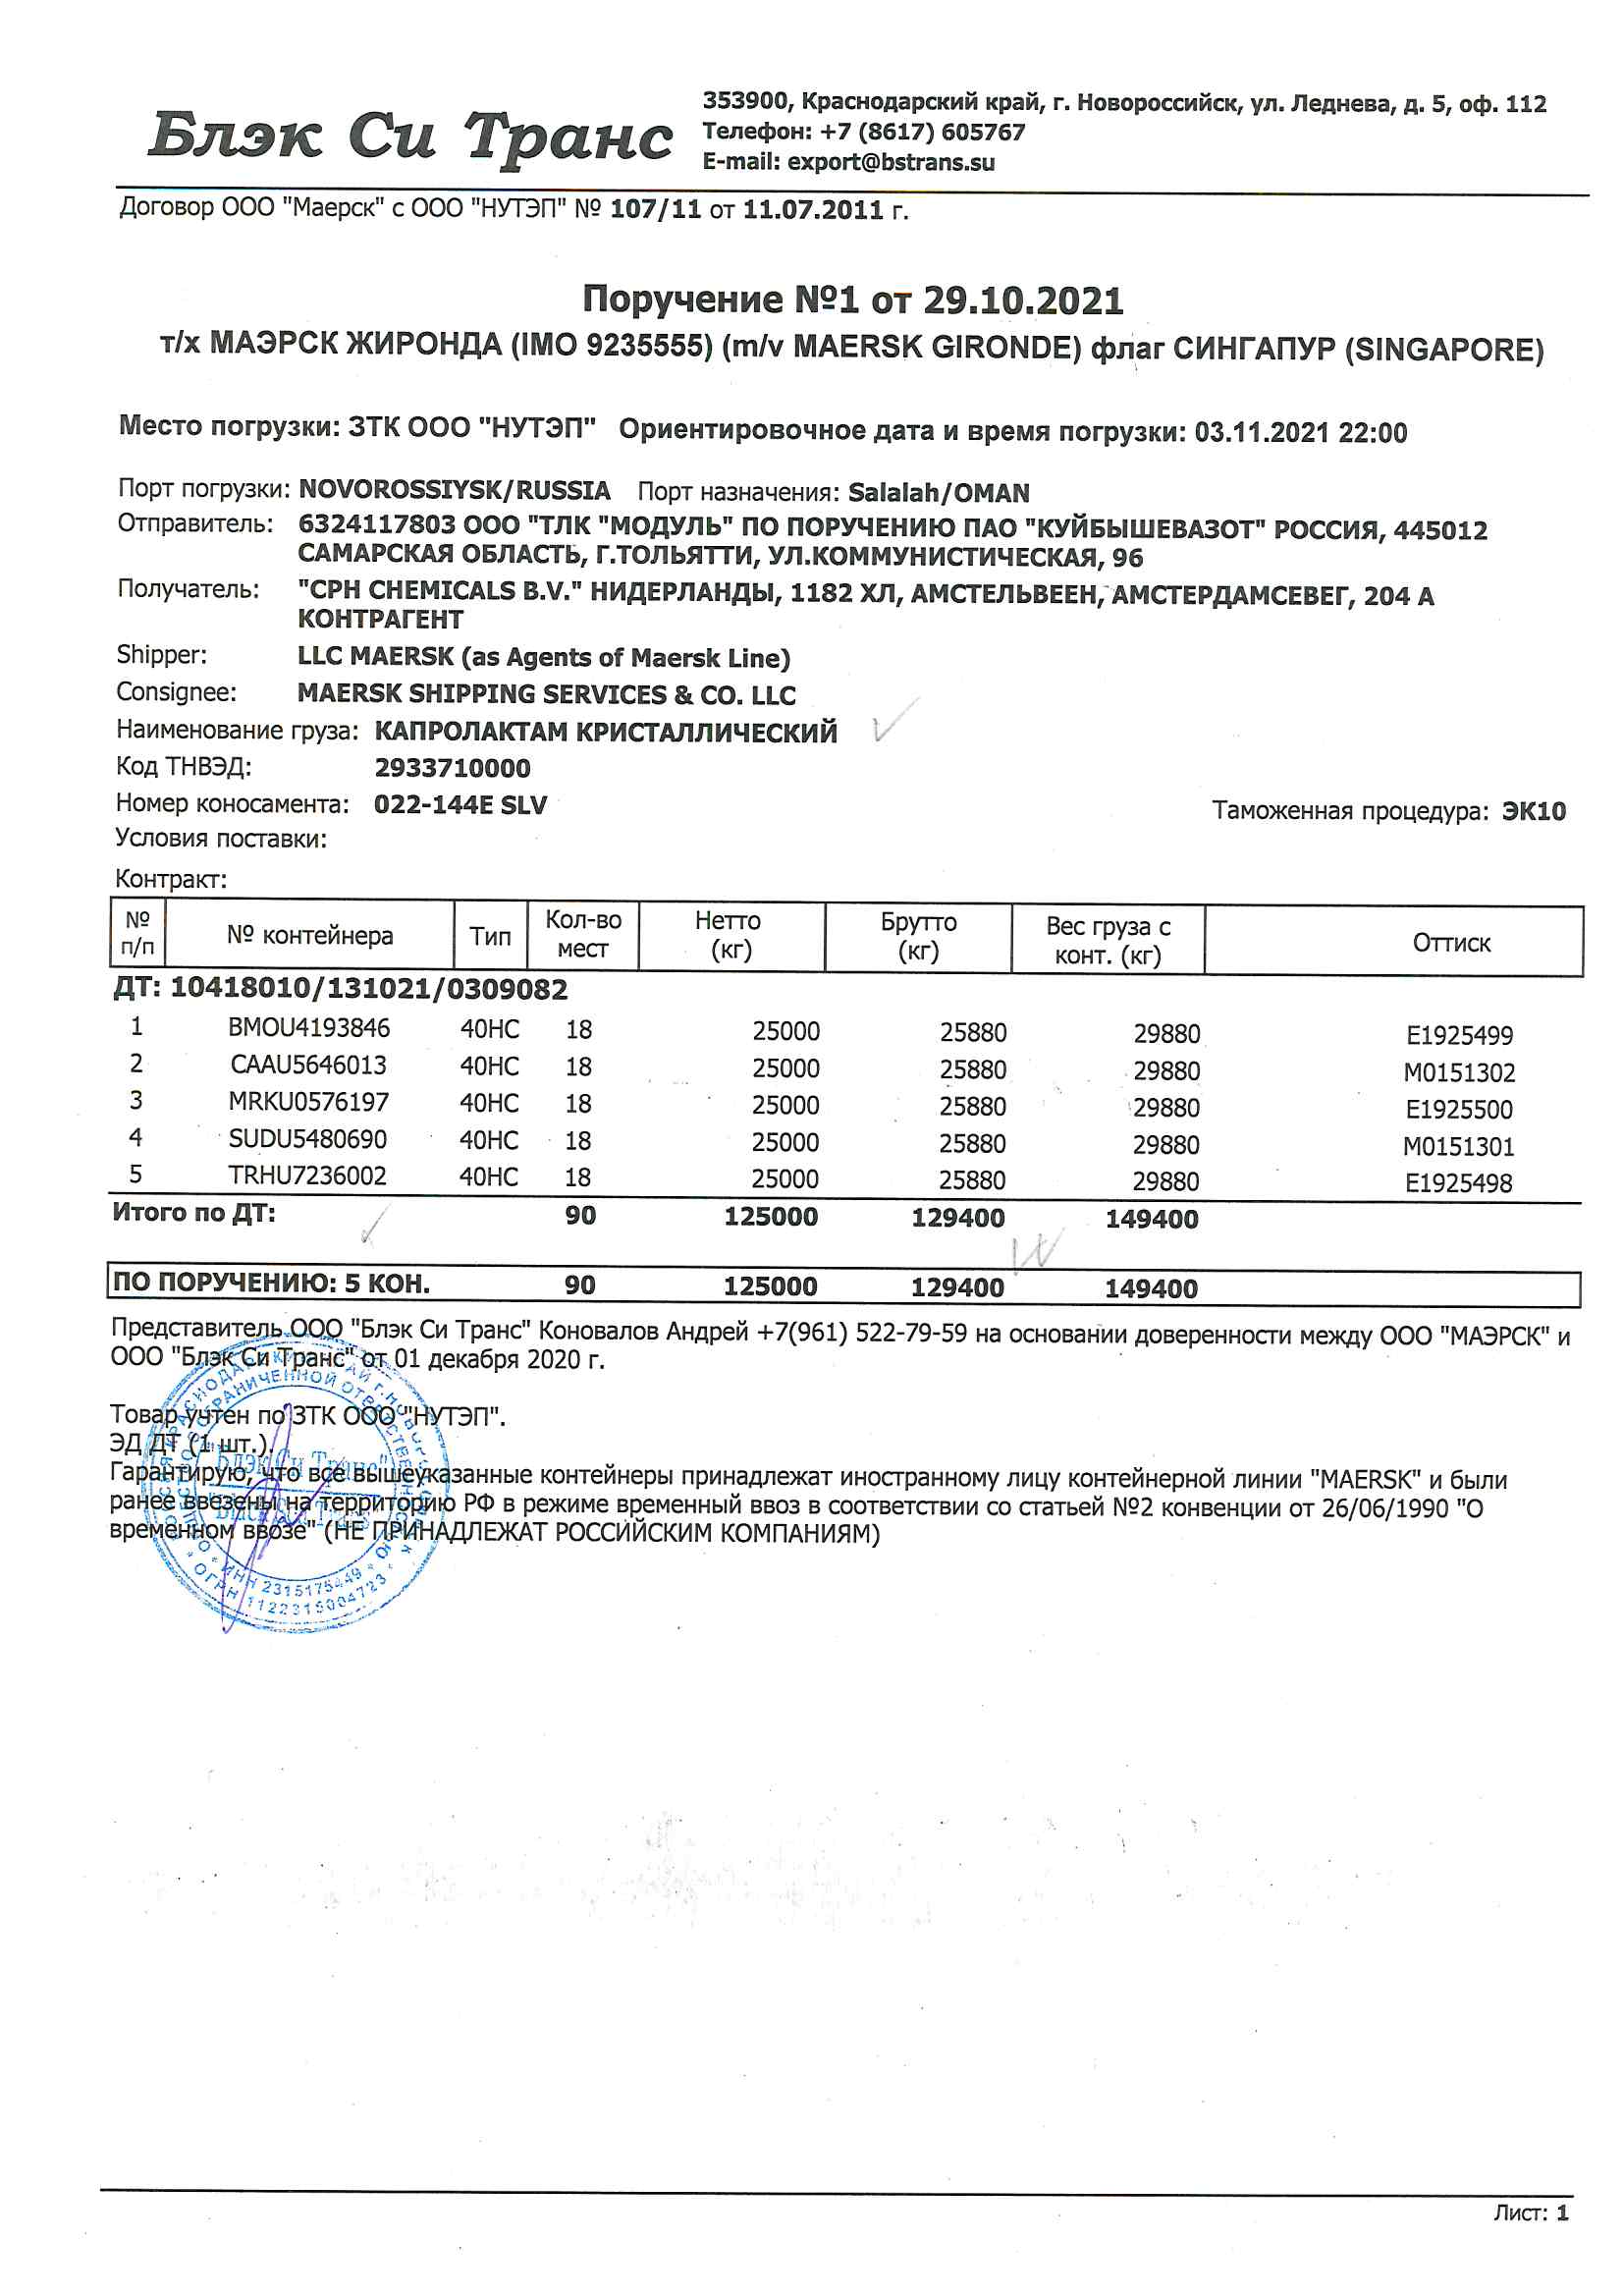 Блэк Си Транс
353900, Краснодарский край, г. Новороссийск, ул. Леднева, д. 5, оф. 112
Телефон: +7 (8617) 605767
E-mail: export@bstrans.su
Договор ООО "Маерск" с ООО "НУТЭП" № 107/11 от 11.07.2011 г.
Поручение №1 от 29.10.2021
т/х МАЭРСК ЖИРОНДА (IMO 9235555) (m/v MAERSK GIRONDE) флаг СИНГАПУР (SINGAPORE)
Место погрузки: ЗТК ООО "НУТЭП" Ориентировочное дата и время погрузки: 03.11.2021 22:00
Порт погрузки: NOVOROSSIYSK/RUSSIA Порт назначения: Salalah/OMAN
Отправитель: 6324117803 ООО "ТЛК "МОДУЛЬ" ПО ПОРУЧЕНИЮ ПАО "КУЙБЫШЕВАЗОТ" РОССИЯ, 445012
САМАРСКАЯ ОБЛАСТЬ, Г.ТОЛЬЯТТИ, УЛ.КОММУНИСТИЧЕСКАЯ, 96
Получатель: "CPH CHEMICALS B.V." НИДЕРЛАНДЫ, 1182 ХЛ, АМСТЕЛЬВЕЕН, АМСТЕРДАМСЕВЕГ, 204 А
КОНТРАГЕНТ
Shipper: LLC MAERSK (as Agents of Maersk Line)
Consignee: MAERSK SHIPPING SERVICES & CO. LLC
Наименование груза: КАПРОЛАКТАМ КРИСТАЛЛИЧЕСКИЙ
Код ТНВЭД: 2933710000
Номер коносамента: 022-144E SLV Таможенная процедура: ЭК10
Условия поставки:
Контракт:
№ п/п № контейнера Тип Кол-во мест Нетто (кг) Брутто (кг) Вес груза с конт. (кг) Оттиск
ДТ: 10418010/131021/0309082
1 BMOU4193846 40HC 18 25000 25880 29880 E1925499
2 CAAU5646013 40HC 18 25000 25880 29880 M0151302
3 MRKU0576197 40HC 18 25000 25880 29880 E1925500
4 SUDU5480690 40HC 18 25000 25880 29880 M0151301
5 TRHU7236002 40HC 18 25000 25880 29880 E1925498
Итого по ДТ: 90 125000 129400 149400
ПО ПОРУЧЕНИЮ: 5 КОН. 90 125000 129400 149400
Представитель ООО "Блэк Си Транс" Коновалов Андрей +7(961) 522-79-59 на основании доверенности между ООО "МАЭРСК" и
ООО "Блэк Си Транс" от 01 декабря 2020 г.
Товар учтен по ЗТК ООО "НУТЭП".
ЭД ДТ (1 шт.).
Гарантирую, что все вышеуказанные контейнеры принадлежат иностранному лицу контейнерной линии "MAERSK" и были
ранее ввезены на территорию РФ в режиме временный ввоз в соответствии со статьей №2 конвенции от 26/06/1990 "О
временном ввозе" (НЕ ПРИНАДЛЕЖАТ РОССИЙСКИМ КОМПАНИЯМ)
"Блэк Си Транс"
ИНН 2315175449
ОГРН 1122315004723
Лист: 1